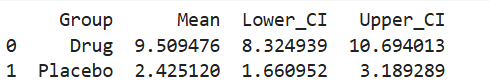 Group Mean Lower_CI Upper_CI
0 Drug 9.509476 8.324939 10.694013
1 Placebo 2.425120 1.660952 3.189289